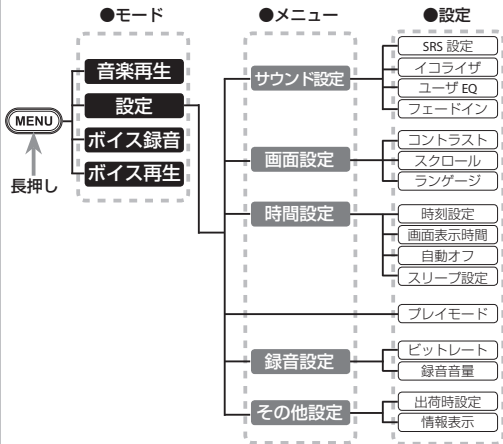 ●モード
●メニュー
●設定
MENU
長押し
音楽再生
設定
ボイス録音
ボイス再生
サウンド設定
SRS 設定
イコライザ
ユーザ EQ
フェードイン
画面設定
コントラスト
スクロール
ランゲージ
時間設定
時刻設定
画面表示時間
自動オフ
スリープ設定
プレイモード
録音設定
ビットレート
録音音量
その他設定
出荷時設定
情報表示